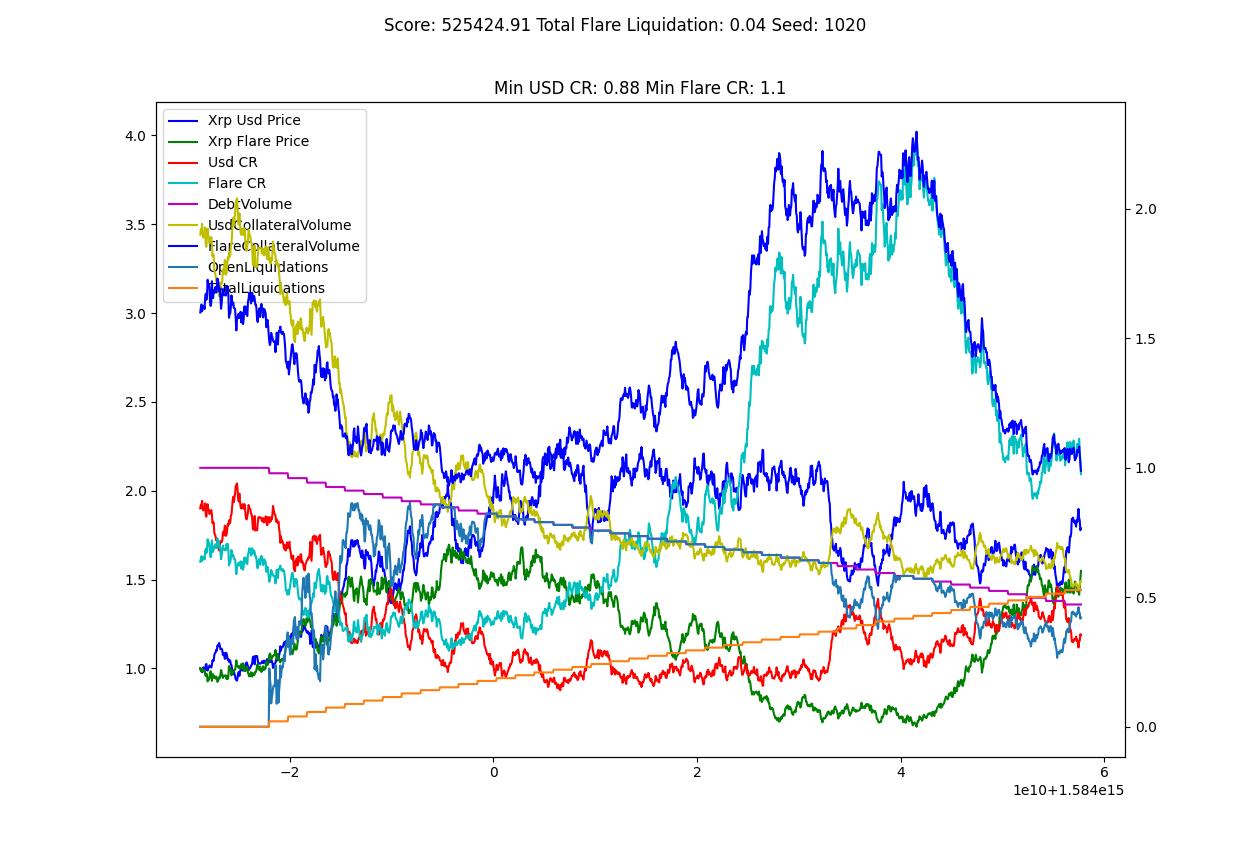 Score: 525424.91 Total Flare Liquidation: 0.04 Seed: 1020
Min USD CR: 0.88 Min Flare CR: 1.1
Xrp Usd Price
Xrp Flare Price
Usd CR
Flare CR
DebtVolume
UsdCollateralVolume
FlareCollateralVolume
OpenLiquidations
TotalLiquidations
4.0
3.5
3.0
2.5
2.0
1.5
1.0
2.0
1.5
1.0
0.5
0.0
−2
0
2
4
6
1e10+1.584e15